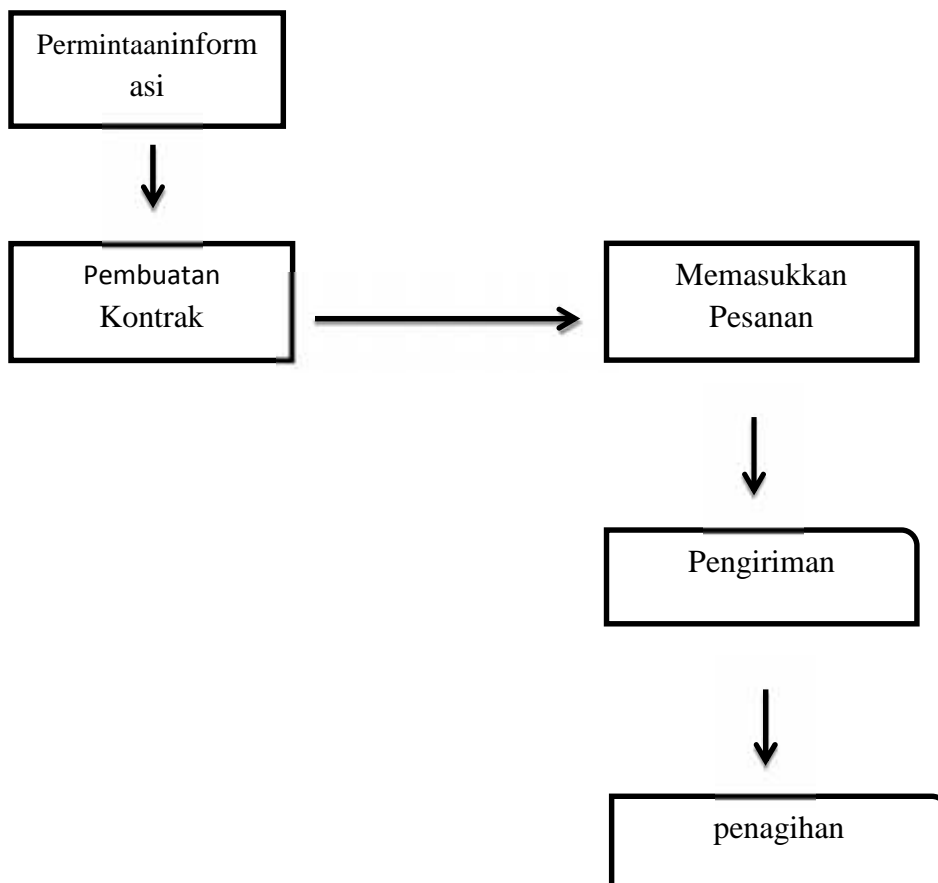 Permintaaninform
asi
Pembuatan
Kontrak
Memasukkan
Pesanan
Pengiriman
penagihan